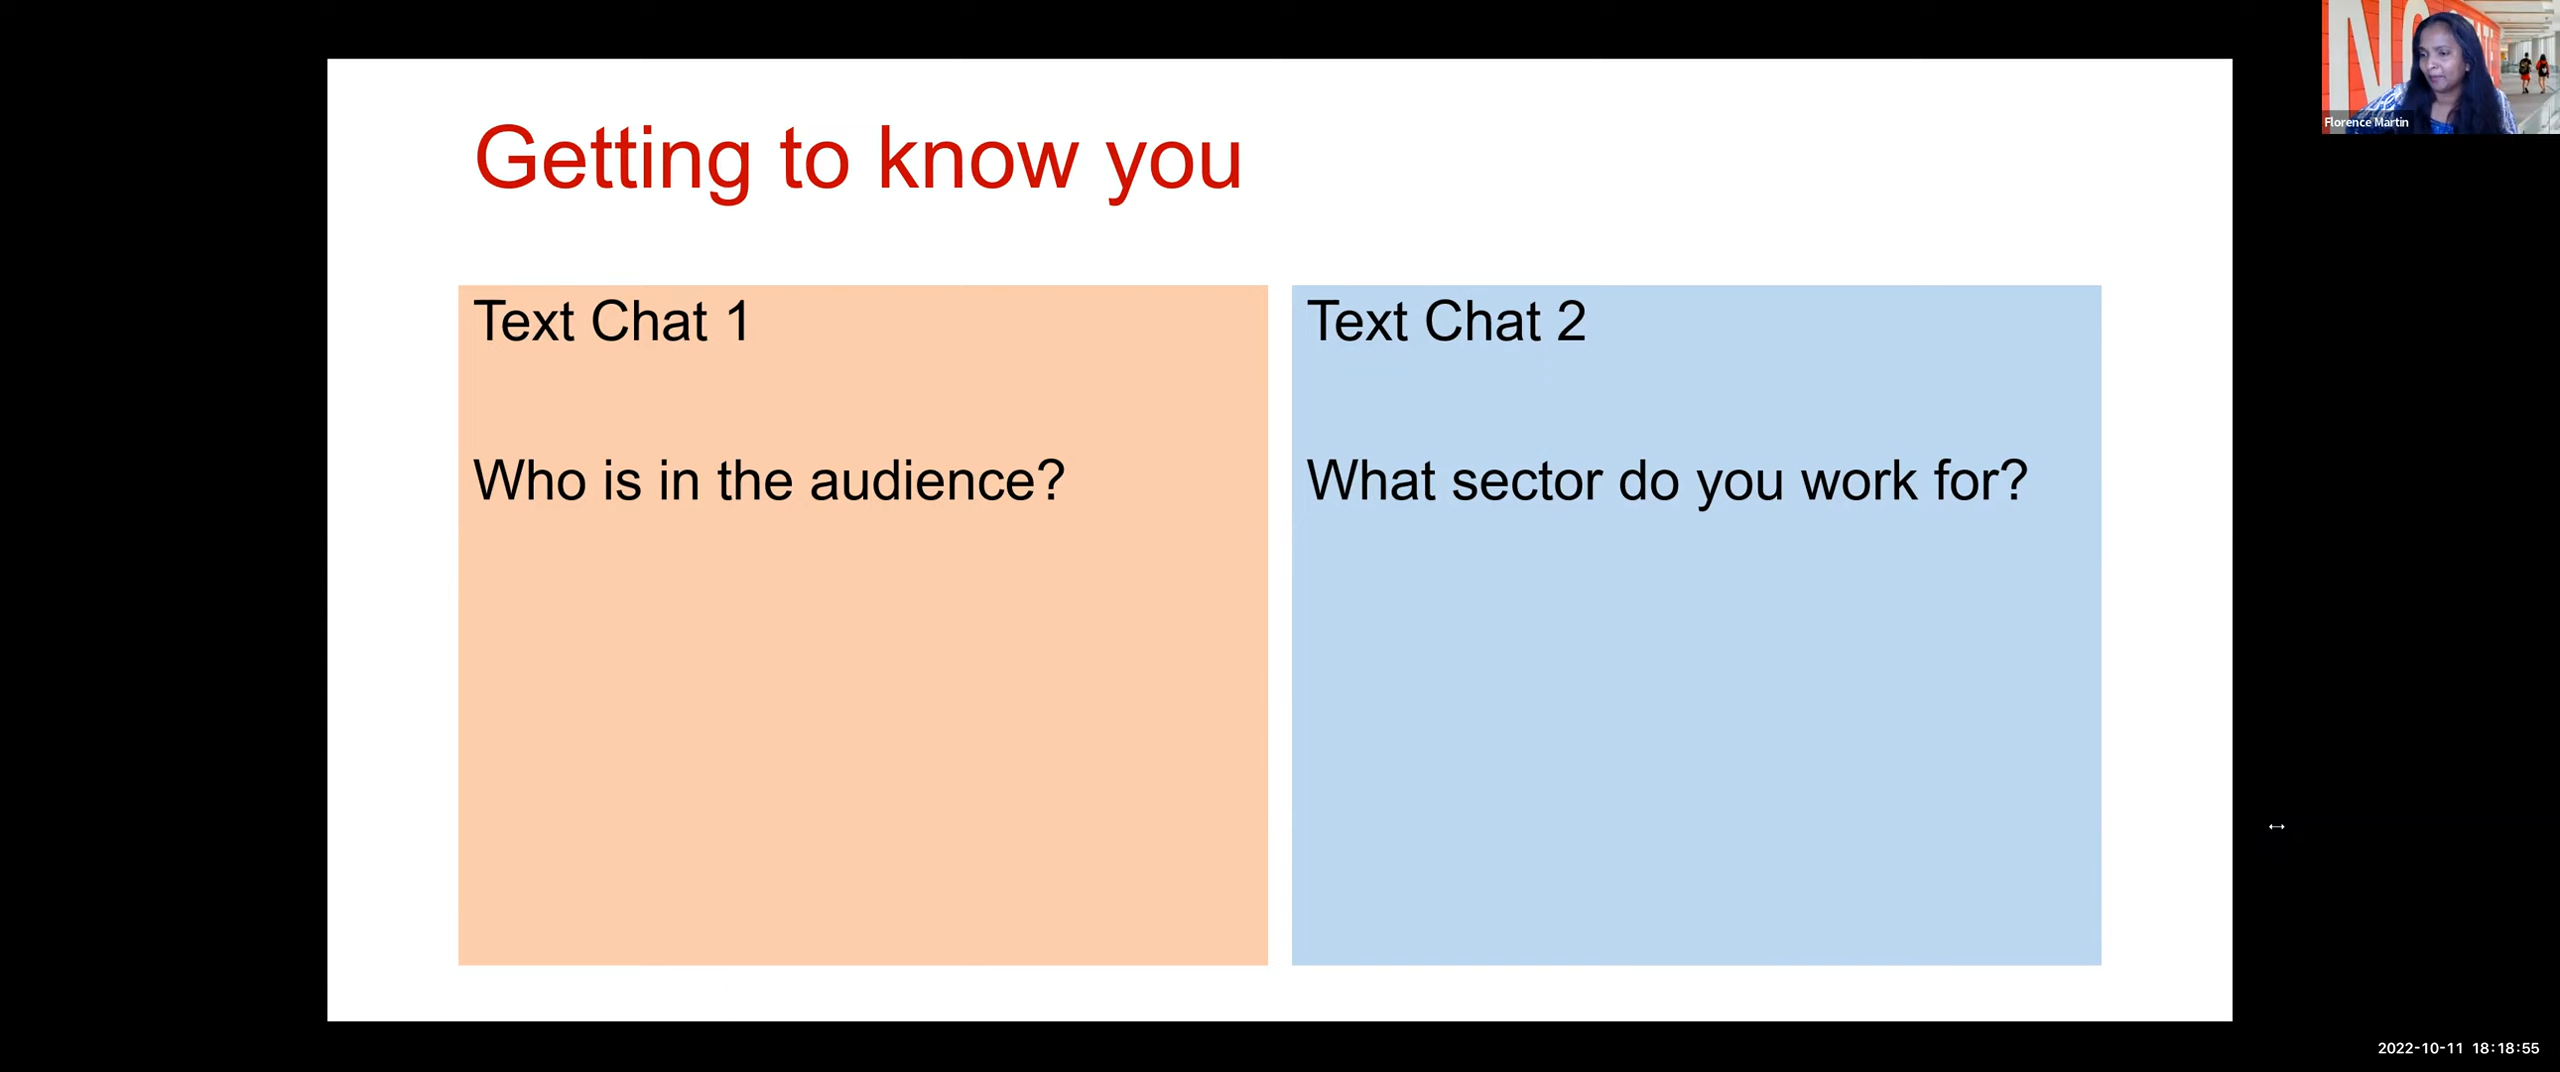 Getting to know you
Text Chat 1
Who is in the audience?
Text Chat 2
What sector do you work for?
Florence Martin
2022-10-11 18:18:55